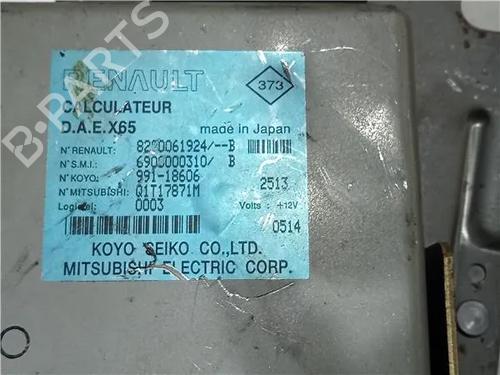 RENAULT
373
CALCULATEUR
D.A.E.X65
made in Japan
N° RENAULT: 8200061924/--B
N° S.M.I.: 6900000310/ B
N° KOYO: 991-18606
N° MITSUBISHI: Q1T17871M 2513
Logiciel: 0003 Volts : +12V
0514
KOYO SEIKO CO.,LTD.
MITSUBISHI ELECTRIC CORP.
B-PARTS